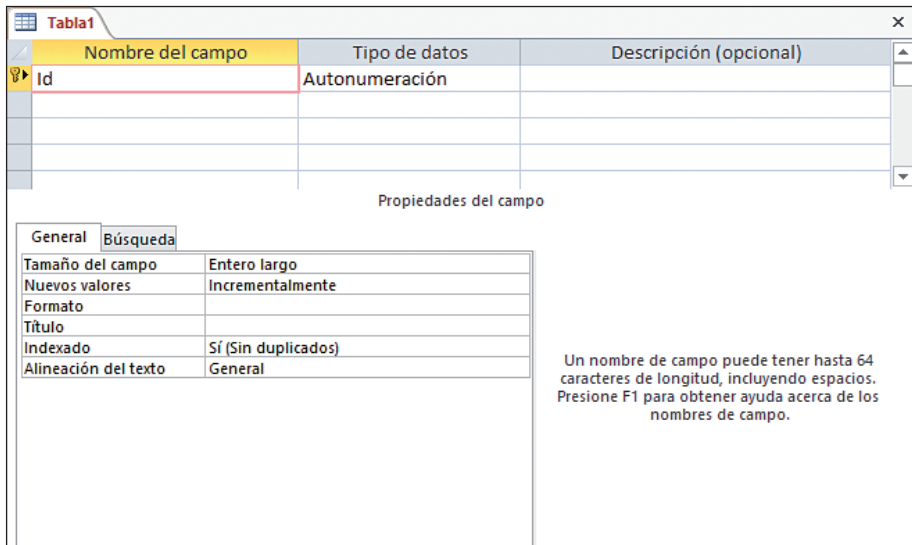 Tabla1
Nombre del campo Tipo de datos Descripción (opcional)
Id Autonumeración
Propiedades del campo
General Búsqueda
Tamaño del campo Entero largo
Nuevos valores Incrementalmente
Formato
Título
Indexado Sí (Sin duplicados)
Alineación del texto General
Un nombre de campo puede tener hasta 64
caracteres de longitud, incluyendo espacios.
Presione F1 para obtener ayuda acerca de los
nombres de campo.